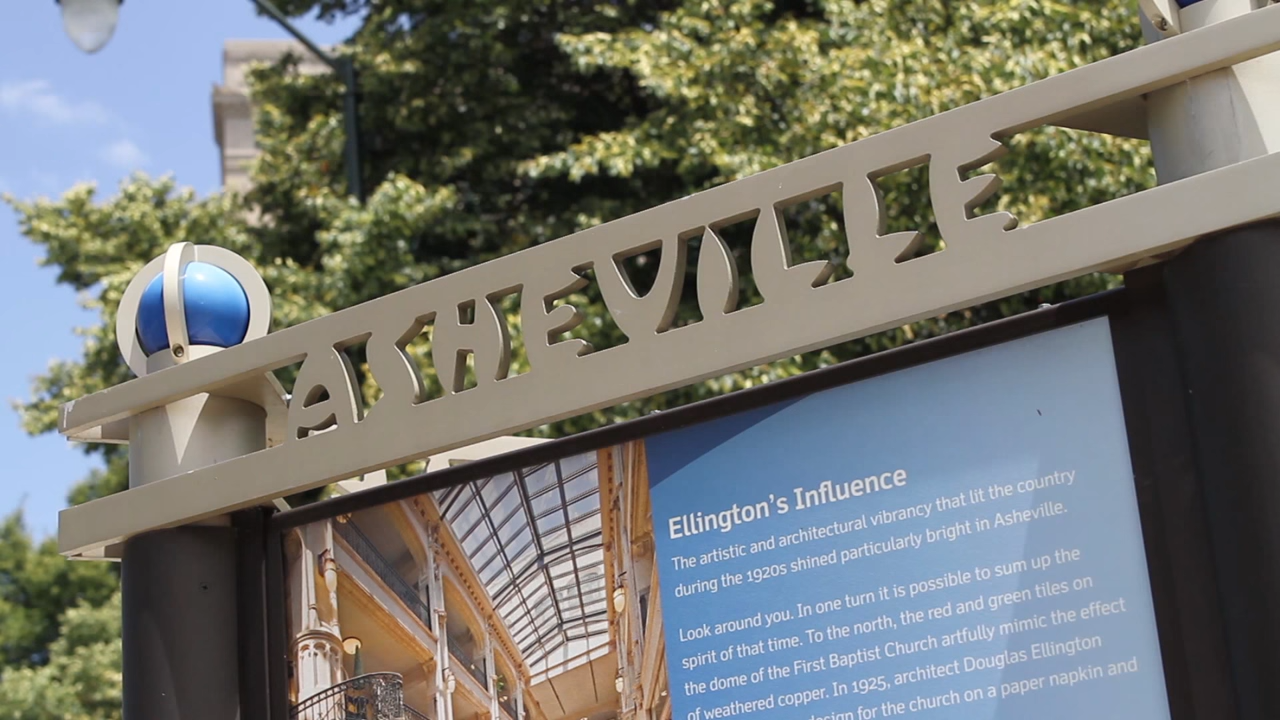 ASHEVILLE
Ellington's Influence
The artistic and architectural vibrancy that lit the country
during the 1920s shined particularly bright in Asheville.
Look around you. In one turn it is possible to sum up the
spirit of that time. To the north, the red and green tiles on
the dome of the First Baptist Church artfully mimic the effect
of weathered copper. In 1925, architect Douglas Ellington
design for the church on a paper napkin and